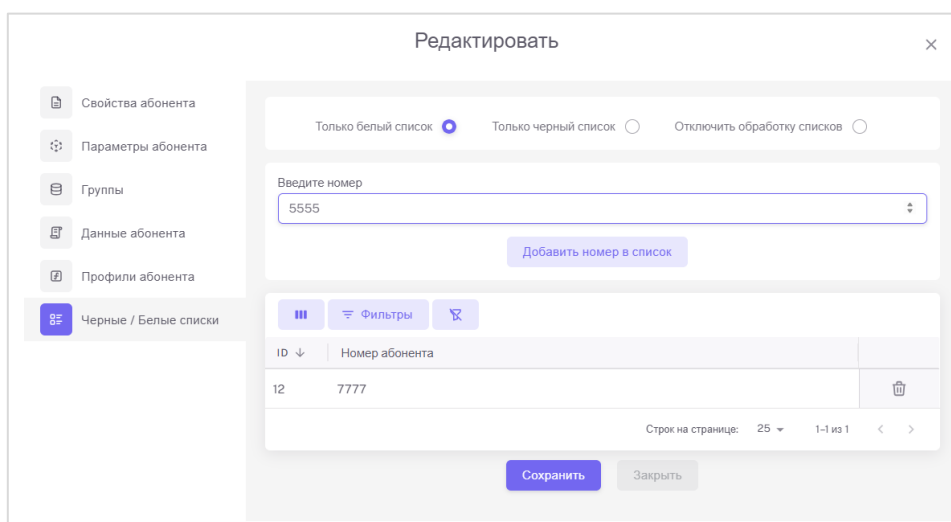 Редактировать
Свойства абонента
Параметры абонента
Группы
Данные абонента
Профили абонента
Черные / Белые списки
Только белый список Только черный список Отключить обработку списков
Введите номер
5555
Добавить номер в список
Фильтры
ID Номер абонента
12 7777
Строк на странице: 25 1–1 из 1
Сохранить Закрыть